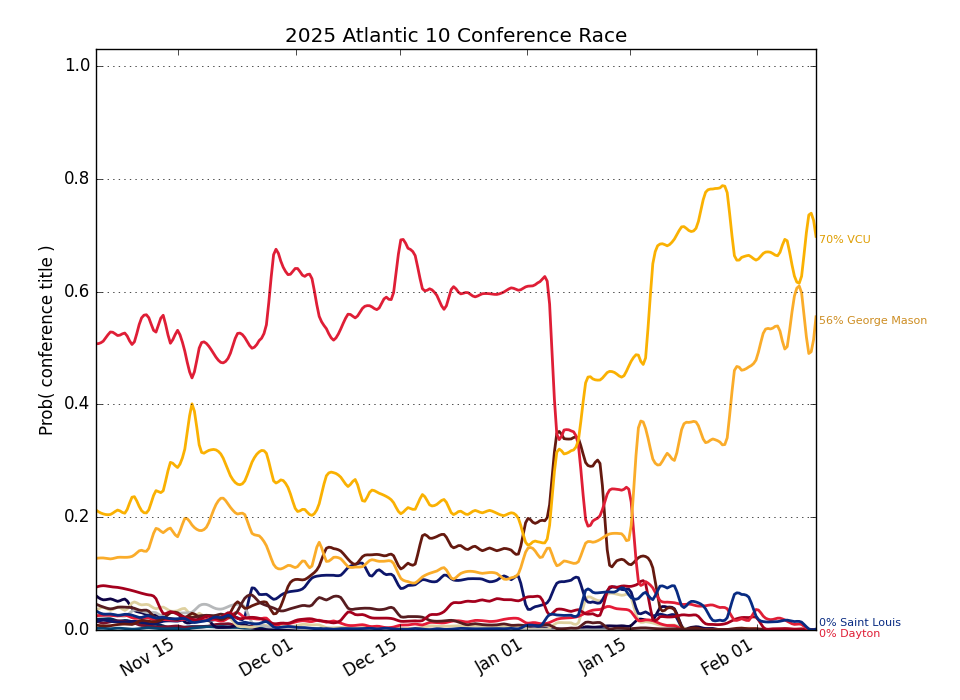 2025 Atlantic 10 Conference Race
Prob( conference title )
1.0
0.8
0.6
0.4
0.2
0.0
70% VCU
56% George Mason
0% Saint Louis
0% Dayton
Nov 15
Dec 01
Dec 15
Jan 01
Jan 15
Feb 01